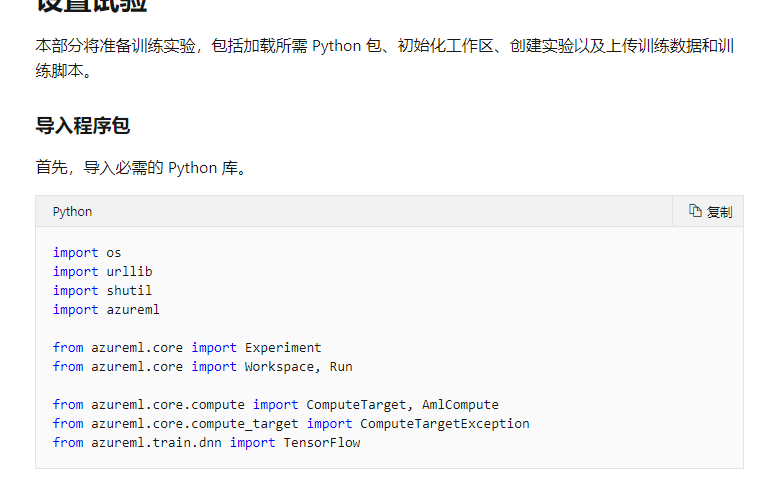 设置试验
本部分将准备训练实验，包括加载所需 Python 包、初始化工作区、创建实验以及上传训练数据和训
练脚本。
导入程序包
首先，导入必需的 Python 库。
Python
复制
import os
import urllib
import shutil
import azureml
from azureml.core import Experiment
from azureml.core import Workspace, Run
from azureml.core.compute import ComputeTarget, AmlCompute
from azureml.core.compute_target import ComputeTargetException
from azureml.train.dnn import TensorFlow